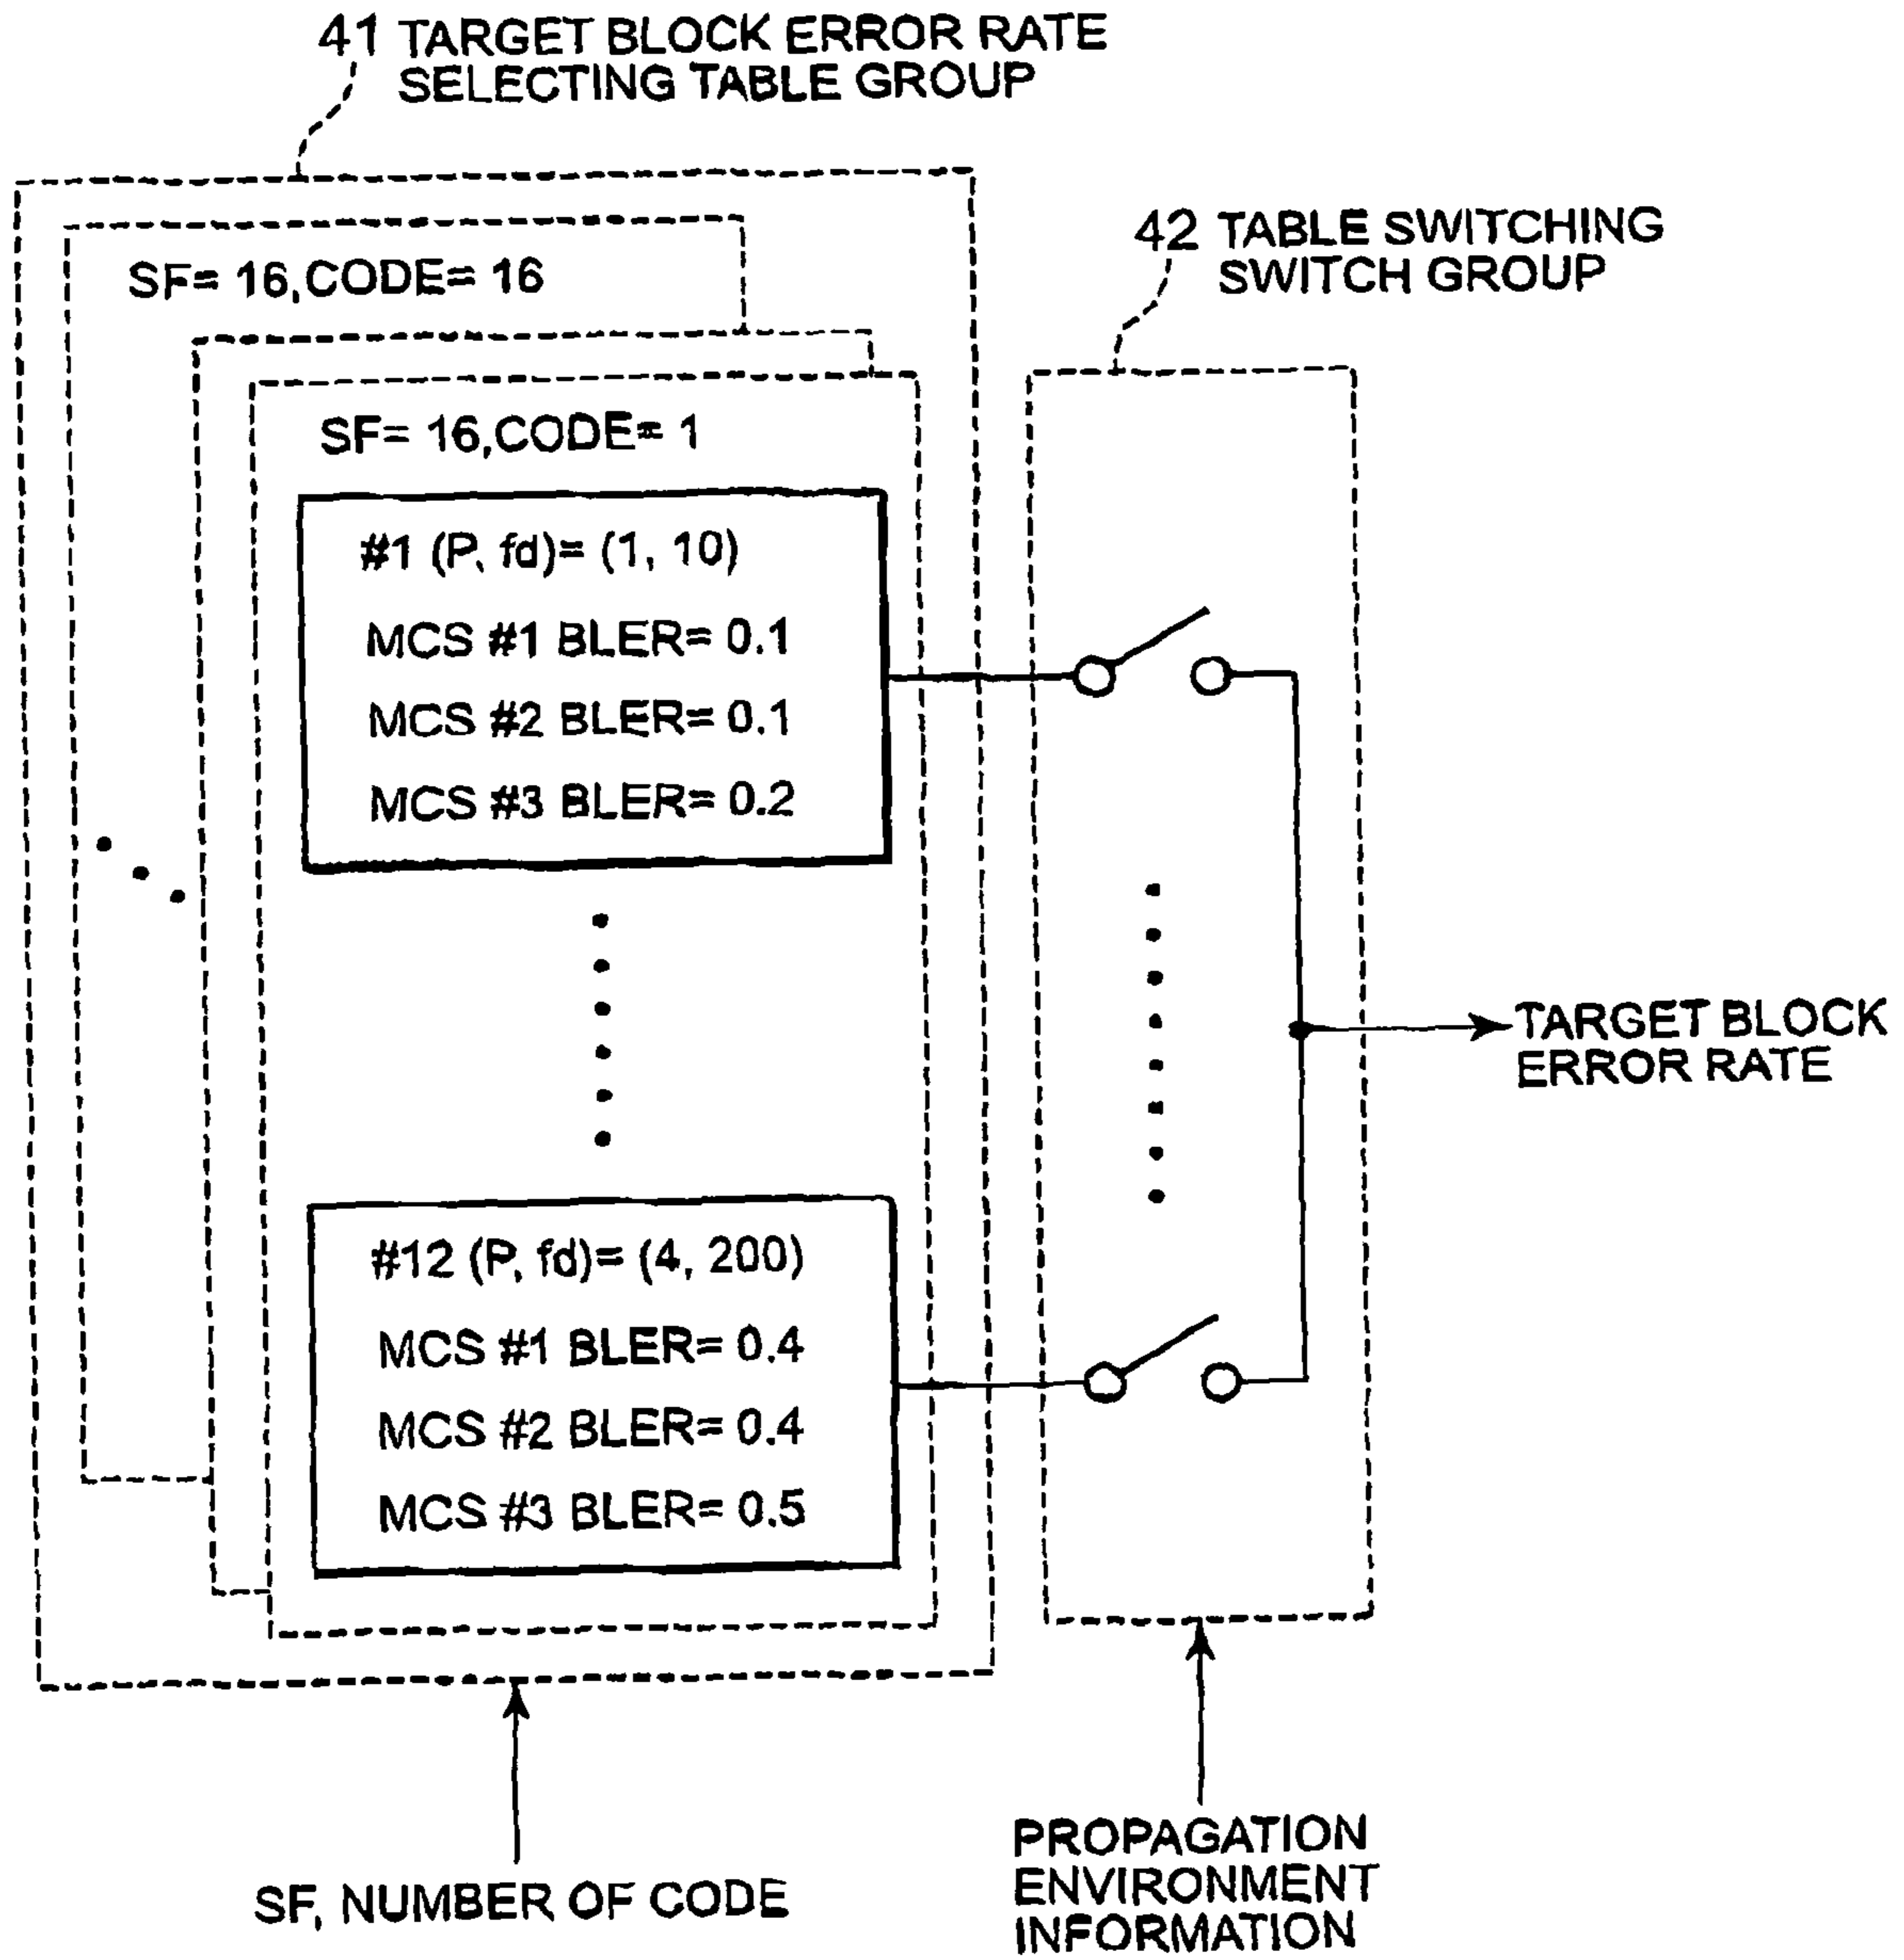 41 TARGET BLOCK ERROR RATE
SELECTING TABLE GROUP
42 TABLE SWITCHING
SWITCH GROUP
SF= 16,CODE= 16
SF= 16,CODE= 1
#1 (P, fd)= (1, 10)
MCS #1 BLER= 0.1
MCS #2 BLER= 0.1
MCS #3 BLER= 0.2
#12 (P, fd)= (4, 200)
MCS #1 BLER= 0.4
MCS #2 BLER= 0.4
MCS #3 BLER= 0.5
TARGET BLOCK
ERROR RATE
SF, NUMBER OF CODE
PROPAGATION
ENVIRONMENT
INFORMATION